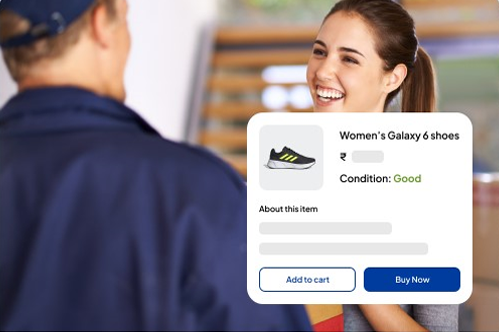 Women's Galaxy 6 shoes
₹
Condition: Good
About this item
Add to cart
Buy Now